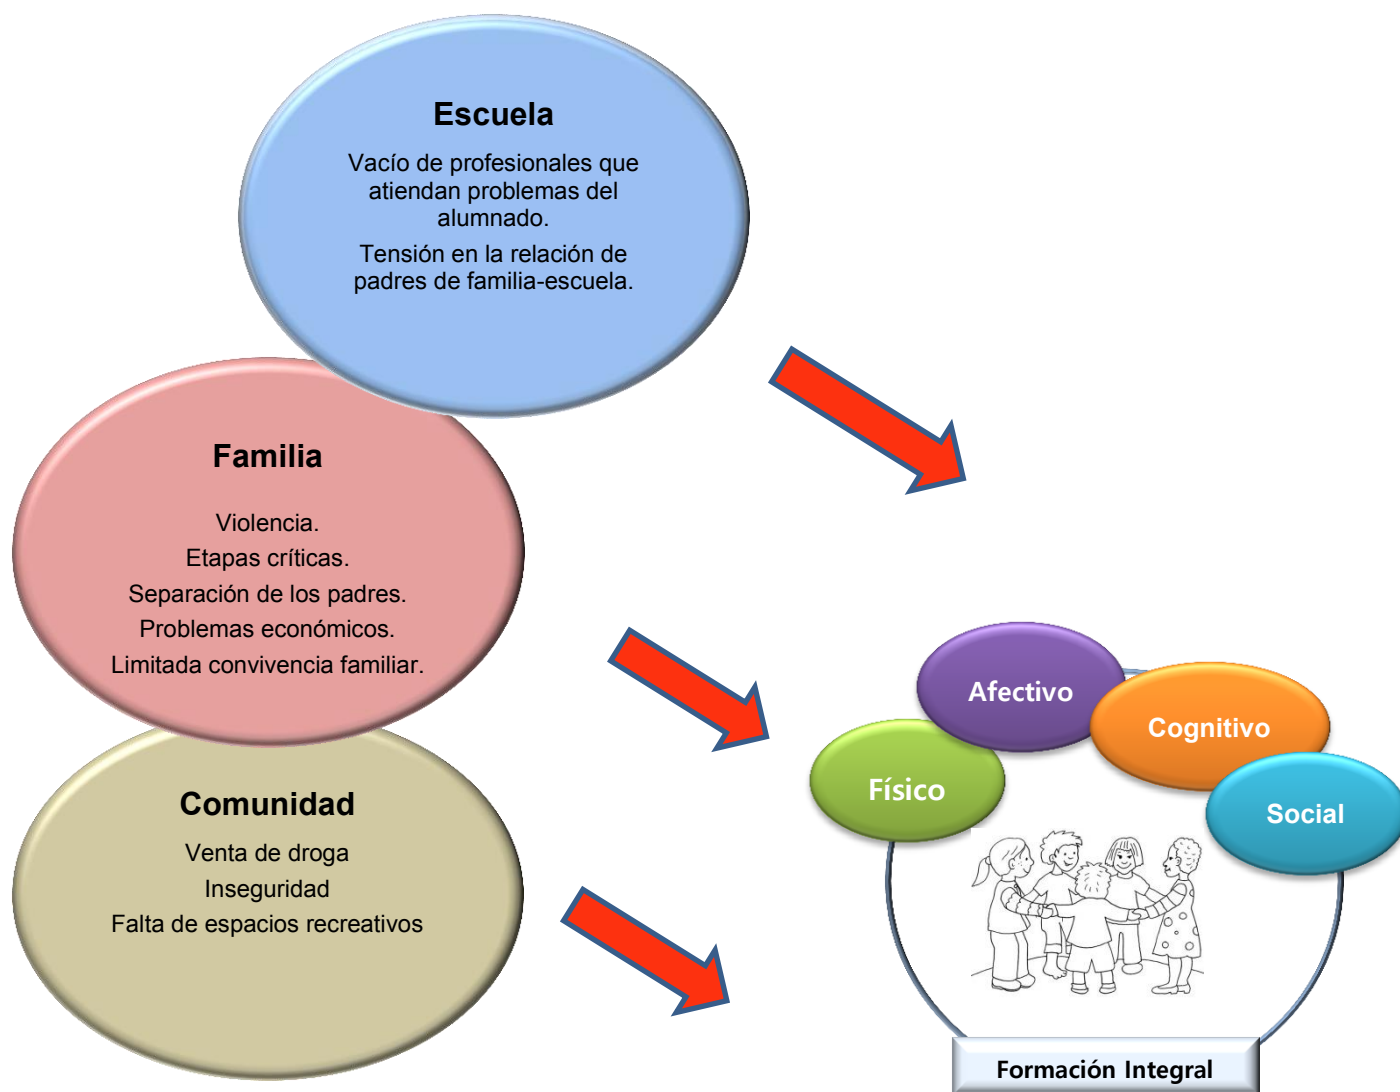 Escuela
Vacío de profesionales que
atiendan problemas del
alumnado.
Tensión en la relación de
padres de familia-escuela.
Familia
Violencia.
Etapas críticas.
Separación de los padres.
Problemas económicos.
Limitada convivencia familiar.
Comunidad
Venta de droga
Inseguridad
Falta de espacios recreativos
Afectivo
Cognitivo
Físico
Social
Formación Integral